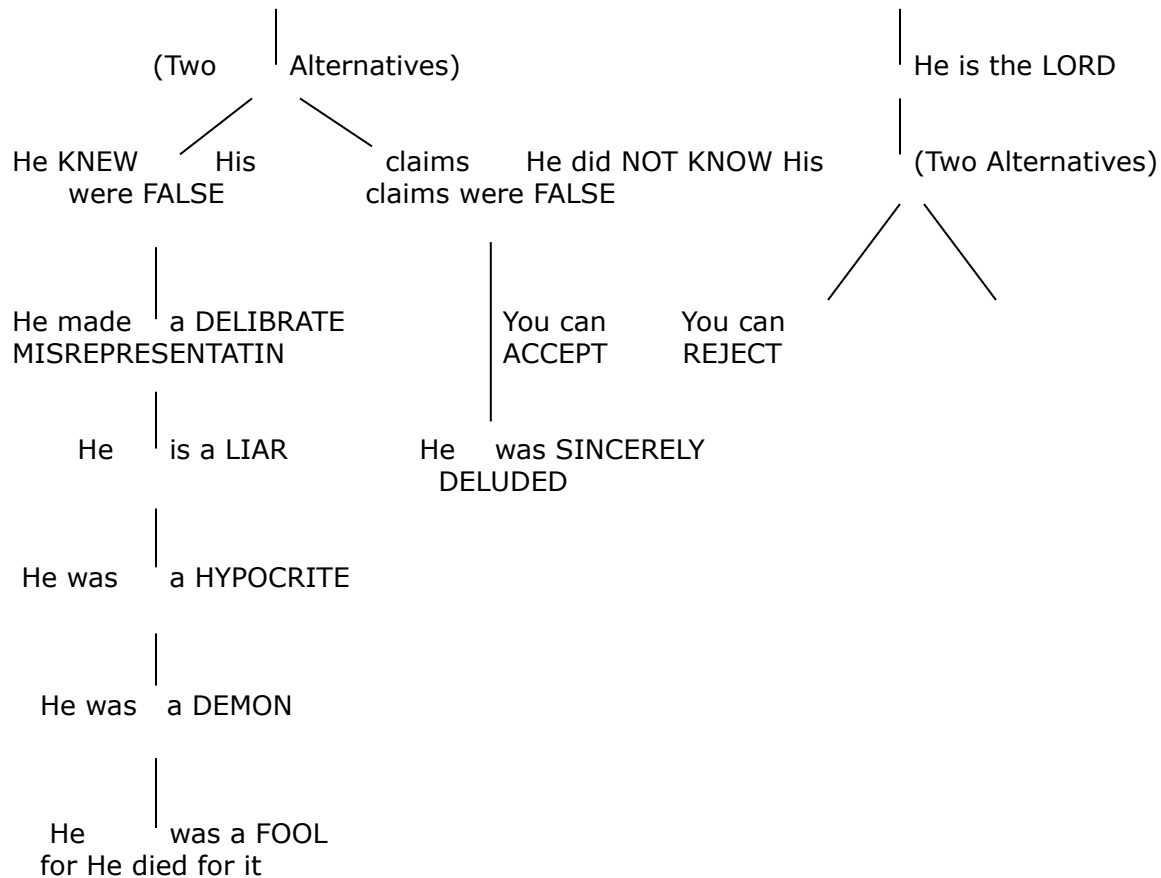 (Two Alternatives)
He is the LORD
He KNEW His claims He did NOT KNOW His (Two Alternatives)
were FALSE claims were FALSE
He made a DELIBRATE You can You can
MISREPRESENTATIN ACCEPT REJECT
He is a LIAR He was SINCERELY
DELUDED
He was a HYPOCRITE
He was a DEMON
He was a FOOL
for He died for it